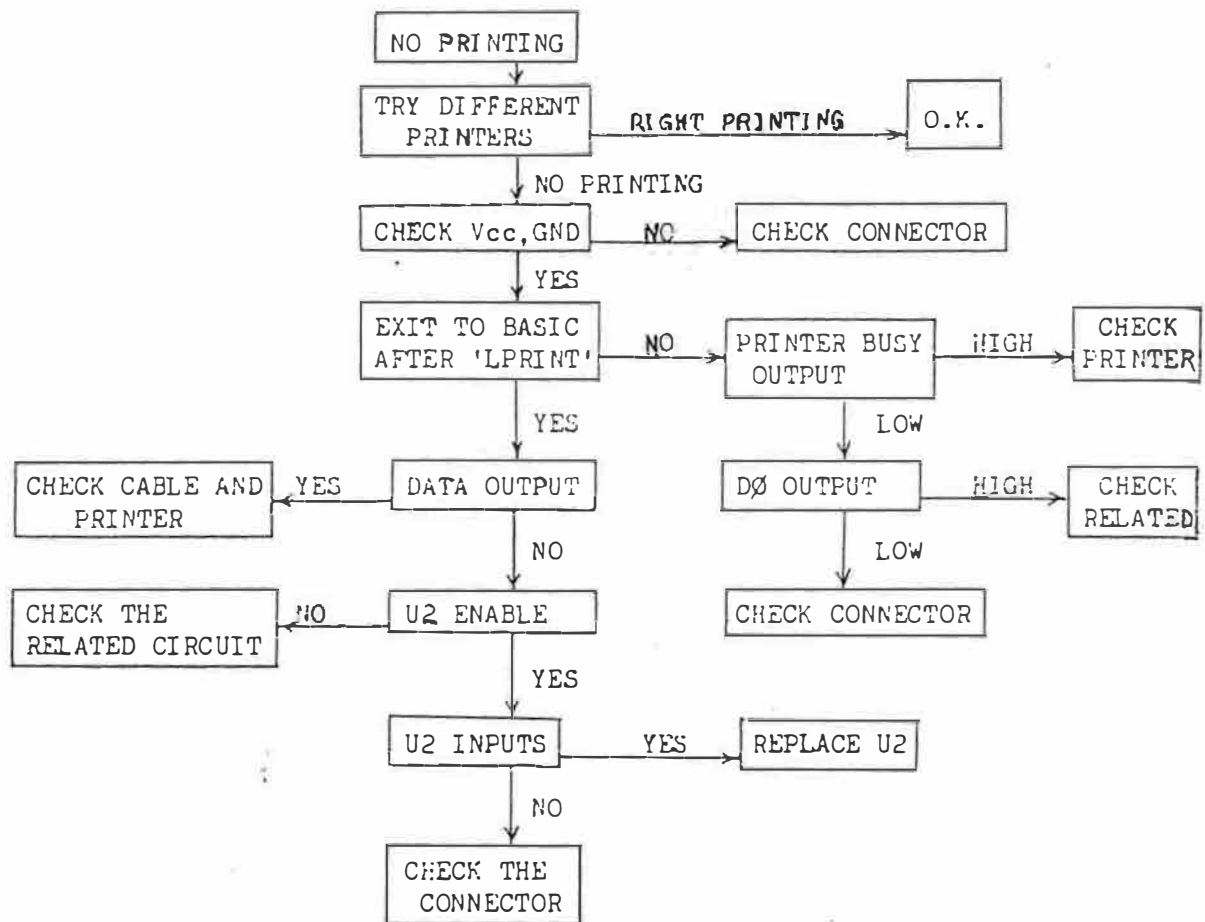 NO PRINTING
TRY DIFFERENT
PRINTERS
RIGHT PRINTING
O.K.
NO PRINTING
CHECK Vcc,GND
NO
CHECK CONNECTOR
YES
EXIT TO BASIC
AFTER 'LPRINT'
NO
PRINTER BUSY
OUTPUT
HIGH
CHECK
PRINTER
YES
LOW
CHECK CABLE AND
PRINTER
YES
DATA OUTPUT
DØ OUTPUT
HIGH
CHECK
RELATED
NO
LOW
CHECK THE
RELATED CIRCUIT
NO
U2 ENABLE
CHECK CONNECTOR
YES
U2 INPUTS
YES
REPLACE U2
NO
CHECK THE
CONNECTOR